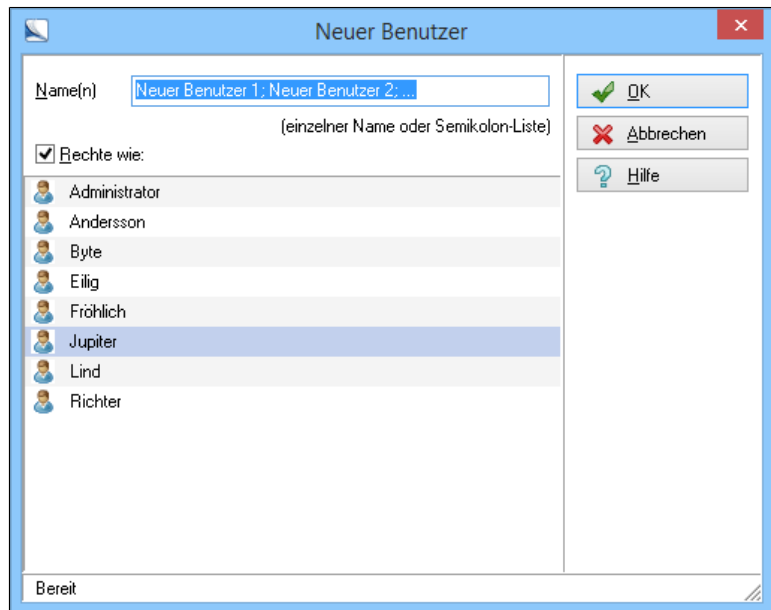 Neuer Benutzer
Name(n)
Neuer Benutzer 1; Neuer Benutzer 2; ...
(einzelner Name oder Semikolon-Liste)
Rechte wie:
Administrator
Andersson
Byte
Eilig
Fröhlich
Jupiter
Lind
Richter
OK
Abbrechen
Hilfe
Bereit